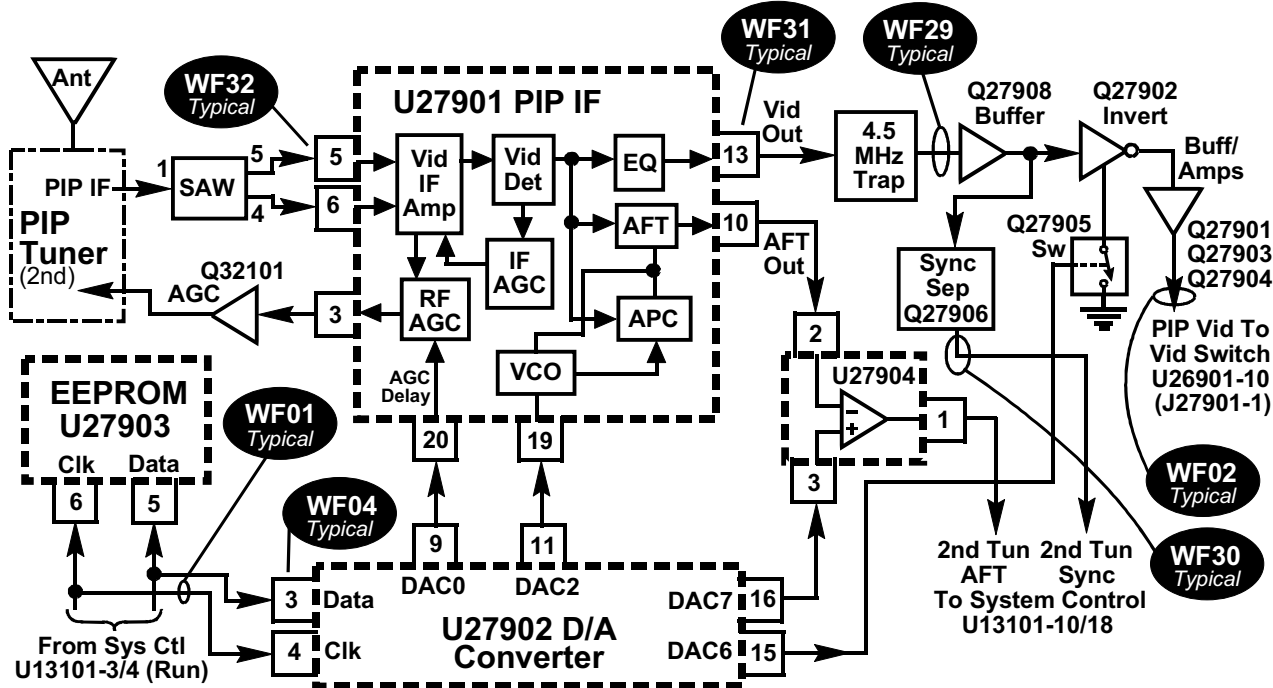 Ant
WF32
Typical
WF31
Typical
WF29
Typical
U27901 PIP IF
Vid
Out
Q27908
Buffer
Q27902
Invert
Buff/
Amps
PIP IF
1
SAW
5
4
5
6
Vid
IF
Amp
Vid
Det
EQ
13
4.5
MHz
Trap
PIP
Tuner
(2nd)
Q32101
AGC
3
RF
AGC
IF
AGC
AFT
APC
VCO
10
AFT
Out
Sync
Sep
Q27906
Q27905
Sw
Q27901
Q27903
Q27904
PIP Vid To
Vid Switch
U26901-10
(J27901-1)
AGC
Delay
20
19
2
U27904
−
+
1
3
EEPROM
U27903
Clk
Data
6
5
WF01
Typical
WF04
Typical
WF02
Typical
WF30
Typical
9
11
DAC0
DAC2
3
Data
4
Clk
U27902 D/A
Converter
DAC7
16
DAC6
15
From Sys Ctl
U13101-3/4 (Run)
2nd Tun
AFT
2nd Tun
Sync
To System Control
U13101-10/18